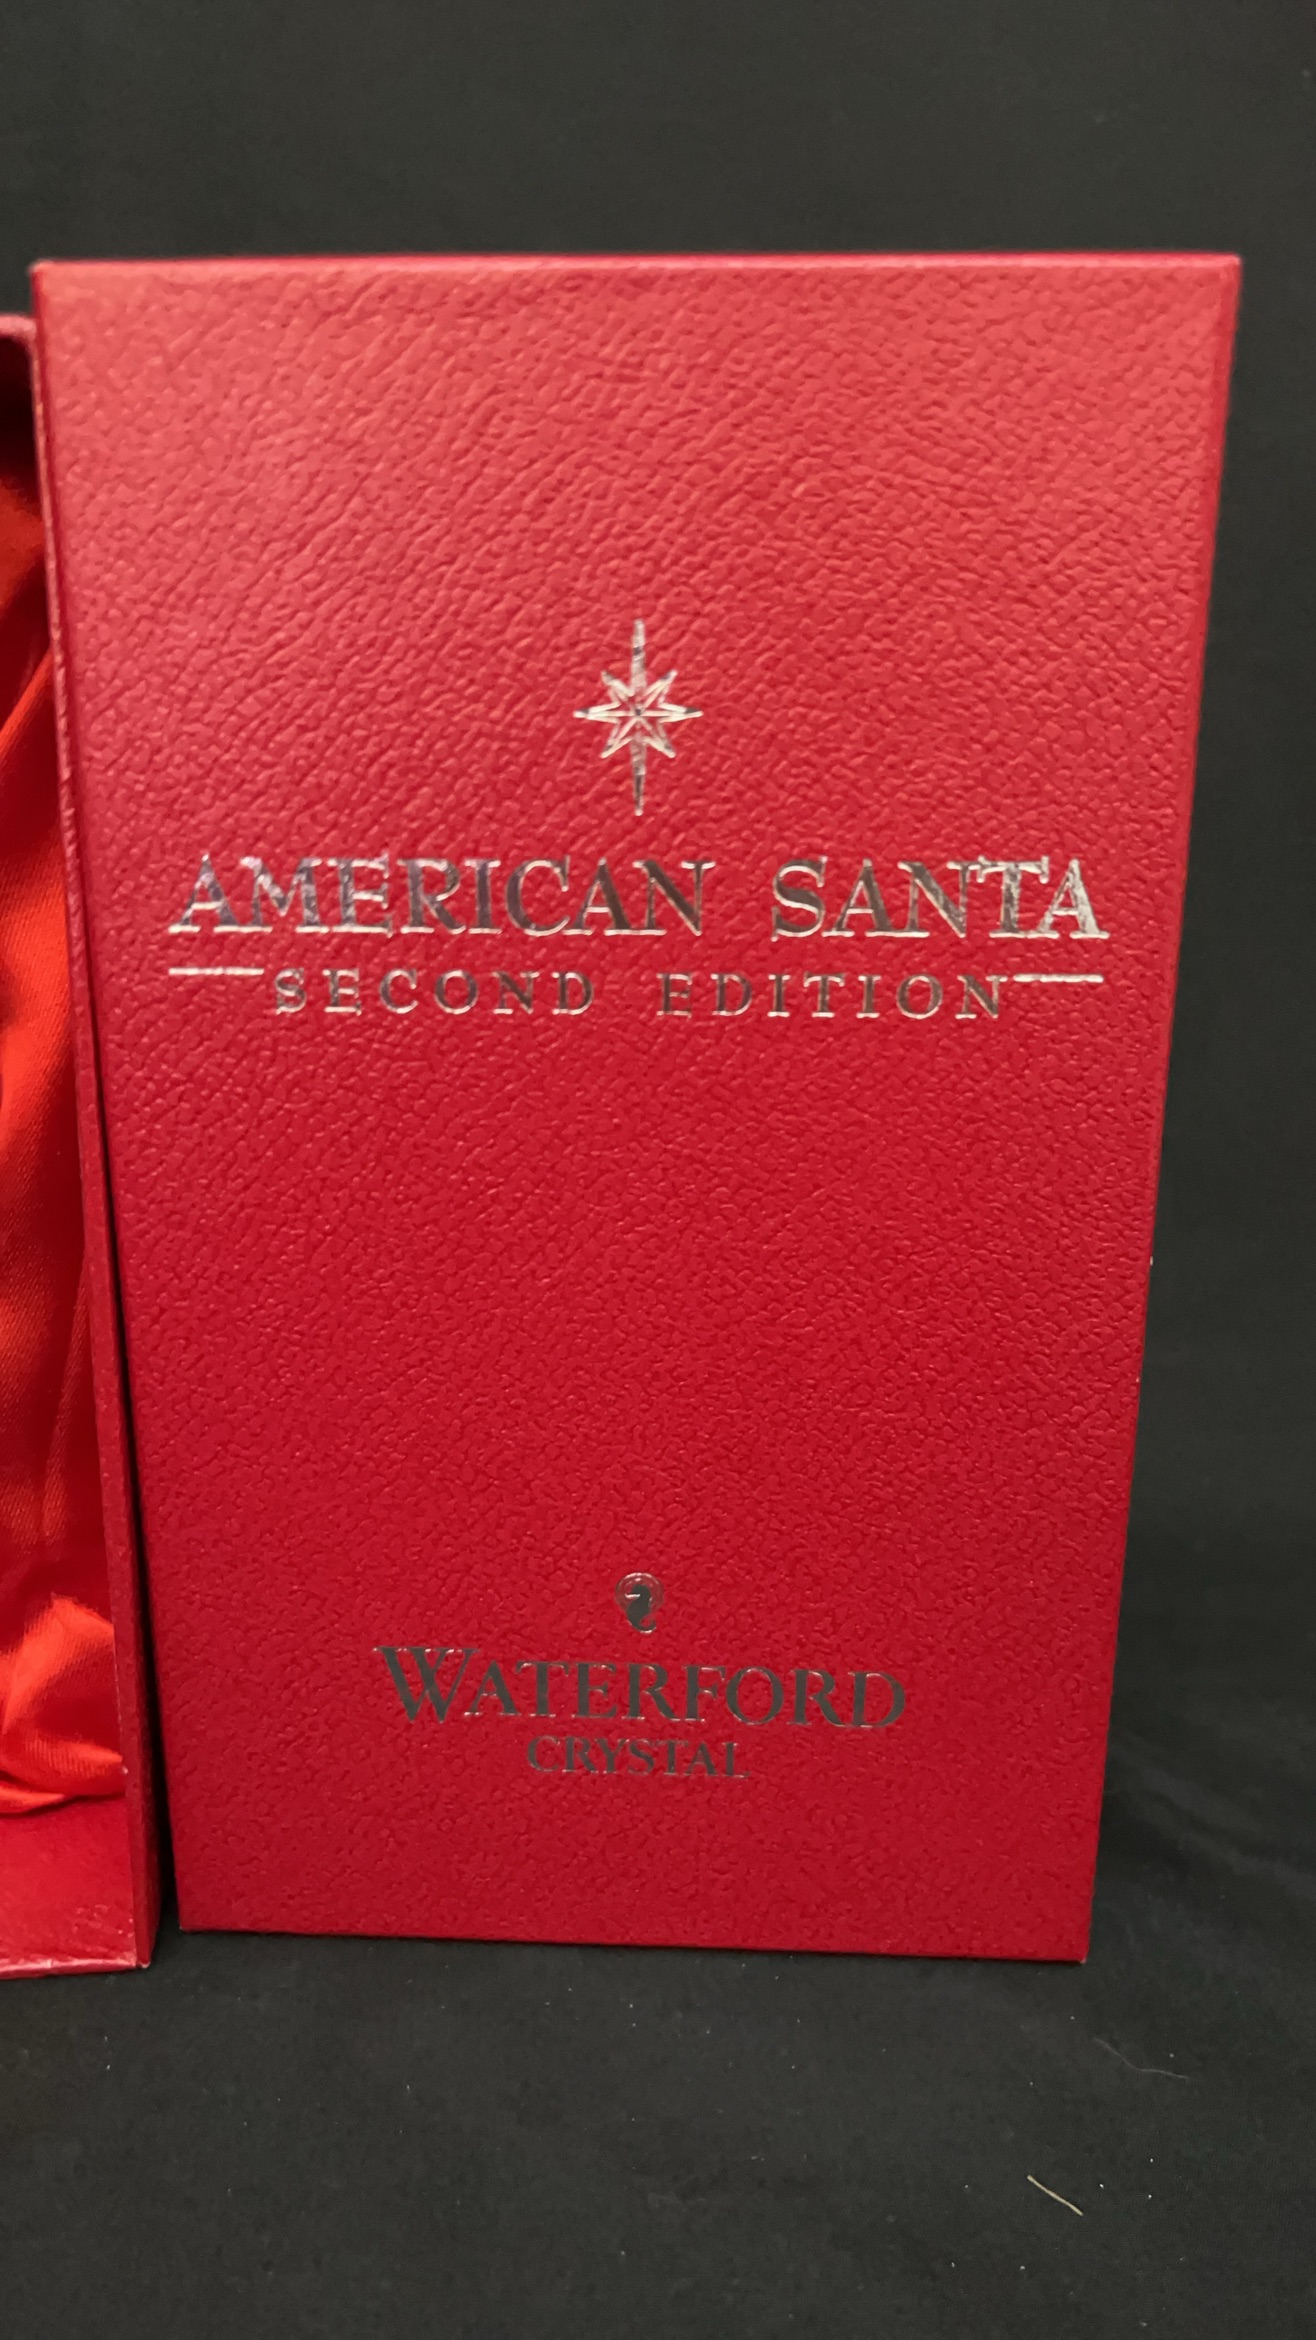 AMERICAN SANTA
SECOND EDITION
WATERFORD
CRYSTAL